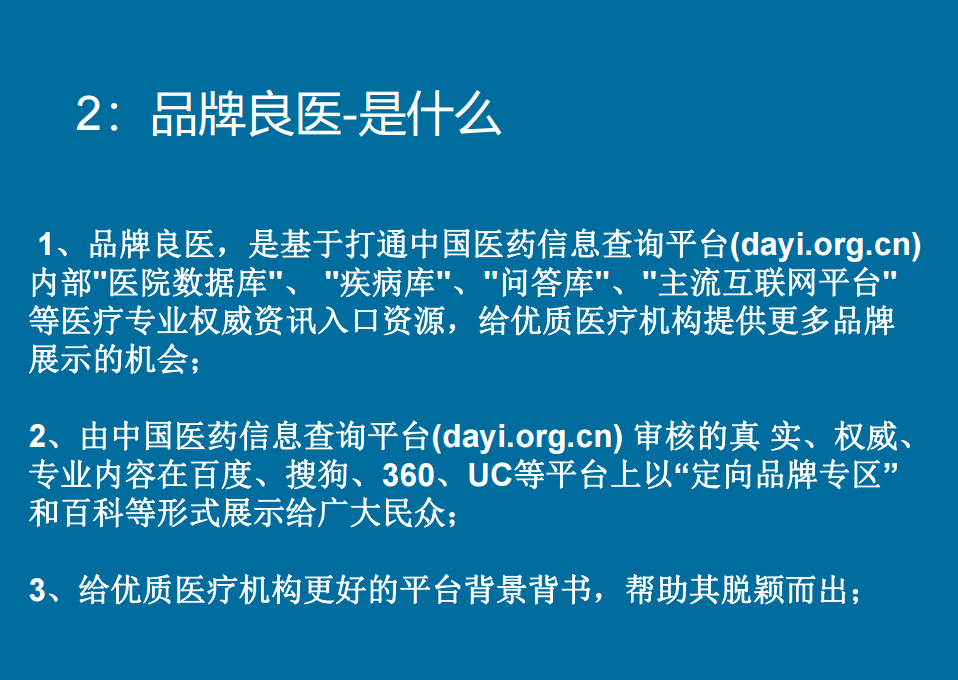 2：品牌良医-是什么
1、品牌良医，是基于打通中国医药信息查询平台(dayi.org.cn)
内部"医院数据库"、 "疾病库"、"问答库"、"主流互联网平台"
等医疗专业权威资讯入口资源，给优质医疗机构提供更多品牌
展示的机会；
2、由中国医药信息查询平台(dayi.org.cn) 审核的真 实、权威、
专业内容在百度、搜狗、360、UC等平台上以“定向品牌专区”
和百科等形式展示给广大民众；
3、给优质医疗机构更好的平台背景背书，帮助其脱颖而出；